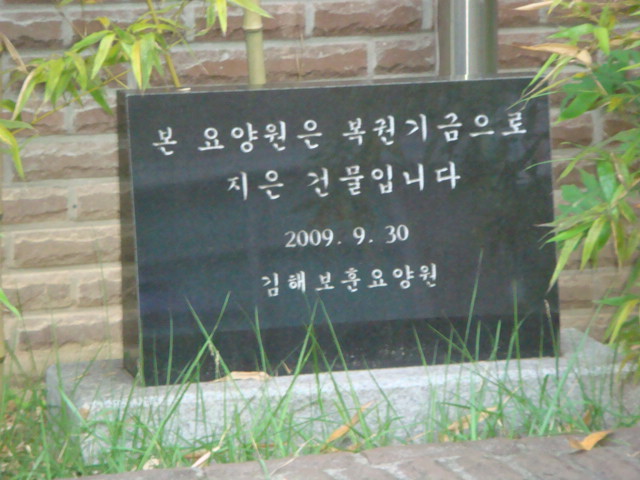 본 요양원은 복권기금으로
지은 건물입니다
2009. 9. 30
김해보훈요양원